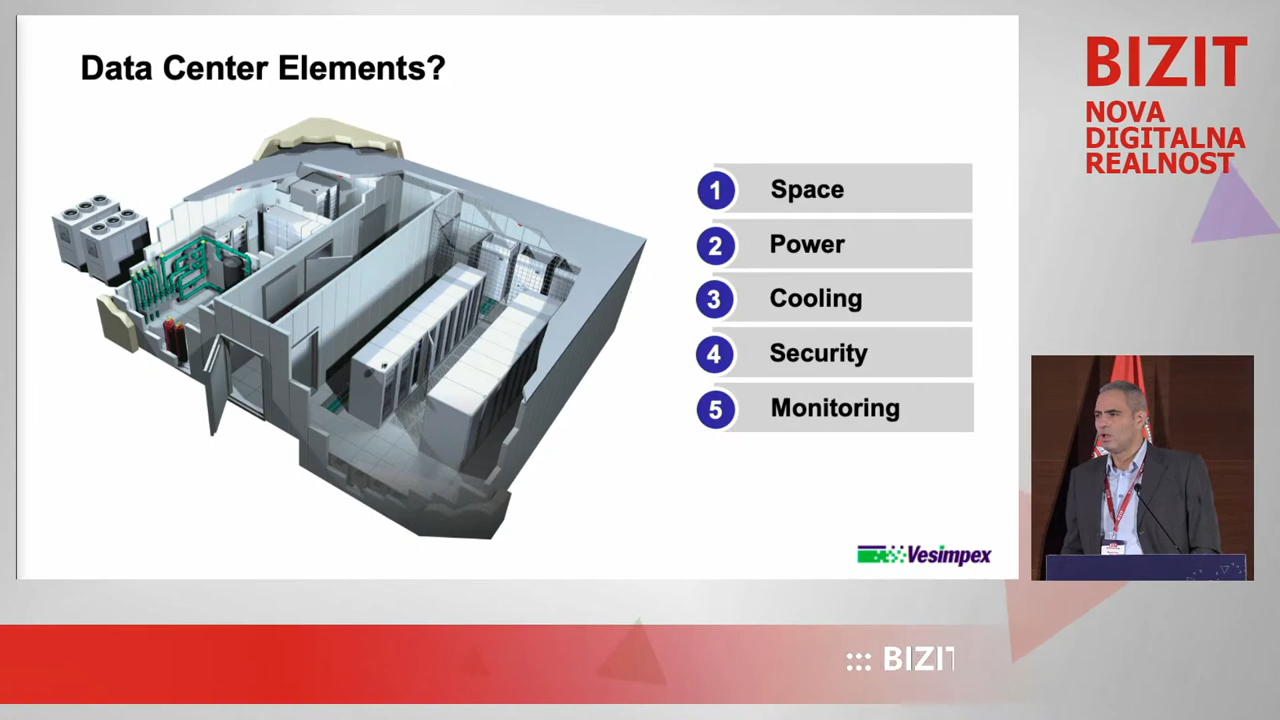 Data Center Elements?
1 Space
2 Power
3 Cooling
4 Security
5 Monitoring
Vesimpex
BIZIT
NOVA
DIGITALNA
REALNOST
::: BIZIT